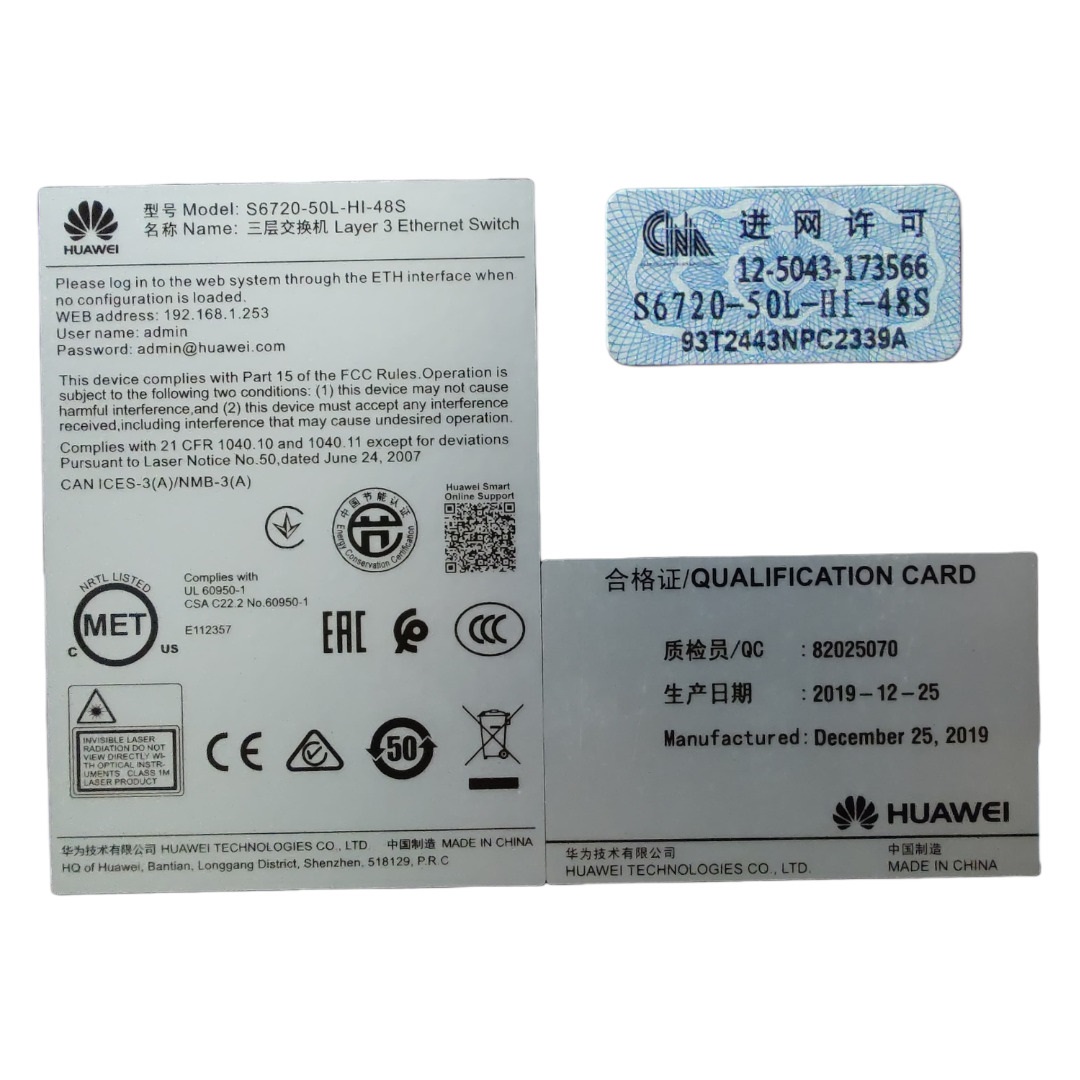 HUAWEI
型号 Model: S6720-50L-HI-48S
名称 Name: 三层交换机 Layer 3 Ethernet Switch
Please log in to the web system through the ETH interface when
no configuration is loaded.
WEB address: 192.168.1.253
User name: admin
Password: admin@huawei.com
This device complies with Part 15 of the FCC Rules.Operation is
subject to the following two conditions: (1) this device may not cause
harmful interference,and (2) this device must accept any interference
received,including interference that may cause undesired operation.
Complies with 21 CFR 1040.10 and 1040.11 except for deviations
Pursuant to Laser Notice No.50,dated June 24, 2007
CAN ICES-3(A)/NMB-3(A)
中国节能认证
Energy Conservation Certification
Huawei Smart
Online Support
NRTL LISTED
MET
C US
Complies with
UL 60950-1
CSA C22.2 No.60950-1
E112357
EAC
CCC
INVISIBLE LASER
RADIATION DO NOT
VIEW DIRECTLY WI-
TH OPTICAL INSTR-
UMENTS CLASS 1M
LASER PRODUCT
CE
50
华为技术有限公司 HUAWEI TECHNOLOGIES CO., LTD 中国制造 MADE IN CHINA
HQ of Huawei, Bantian, Longgang District, Shenzhen, 518129, P.R.C
CNA 进网许可
12-5043-173566
S6720-50L-HI-48S
93T2443NPC2339A
合格证/QUALIFICATION CARD
质检员/QC : 82025070
生产日期 : 2019-12-25
Manufactured: December 25, 2019
HUAWEI
华为技术有限公司 中国制造
HUAWEI TECHNOLOGIES CO., LTD. MADE IN CHINA